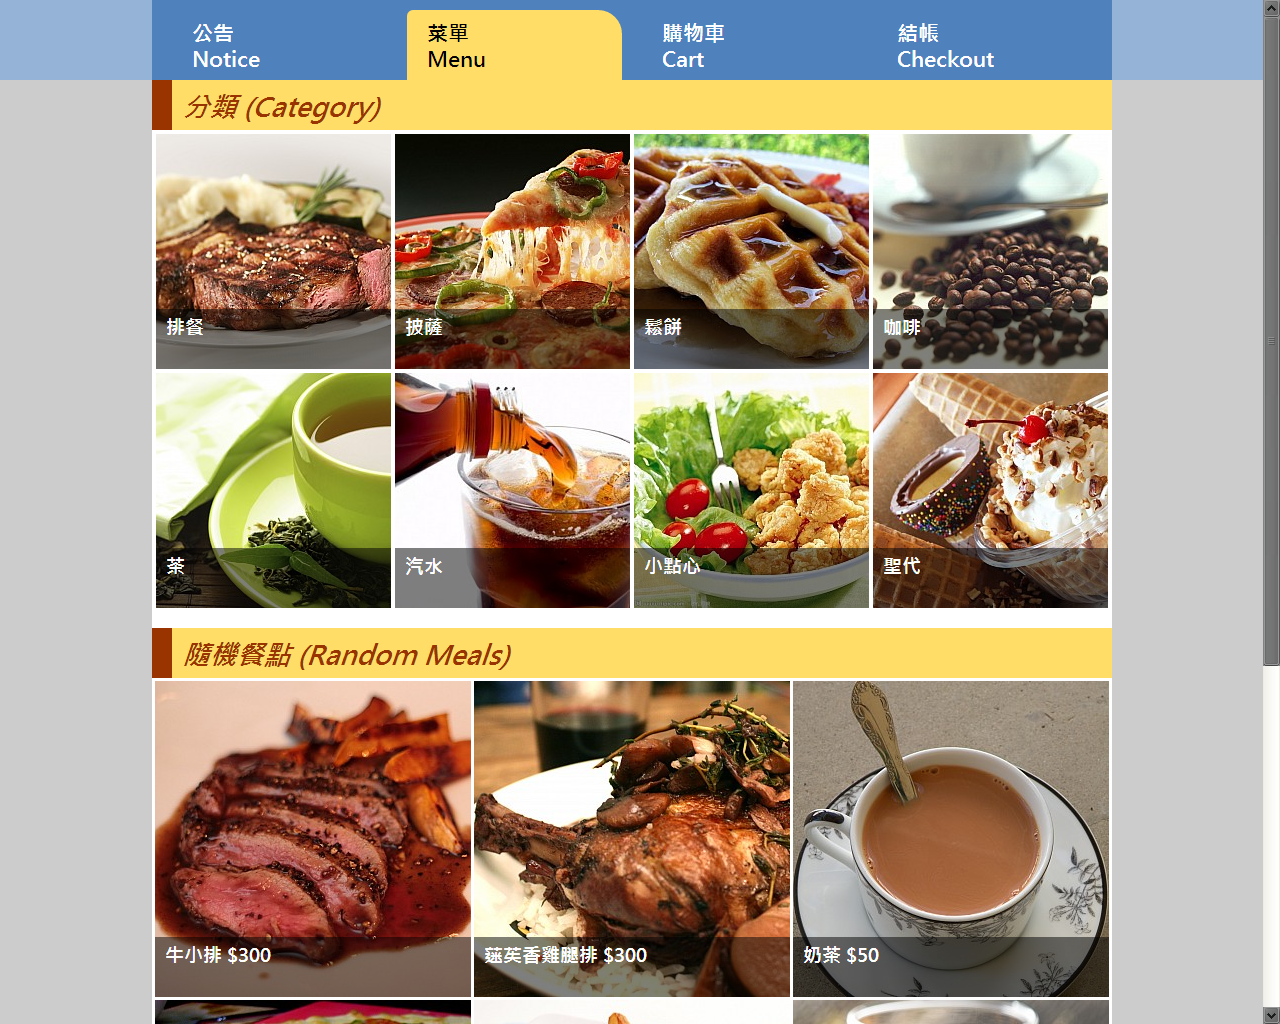 公告
Notice
菜單
Menu
購物車
Cart
結帳
Checkout
分類 (Category)
排餐
披薩
鬆餅
咖啡
茶
汽水
小點心
聖代
隨機餐點 (Random Meals)
牛小排 $300
香雞腿排 $300
奶茶 $50